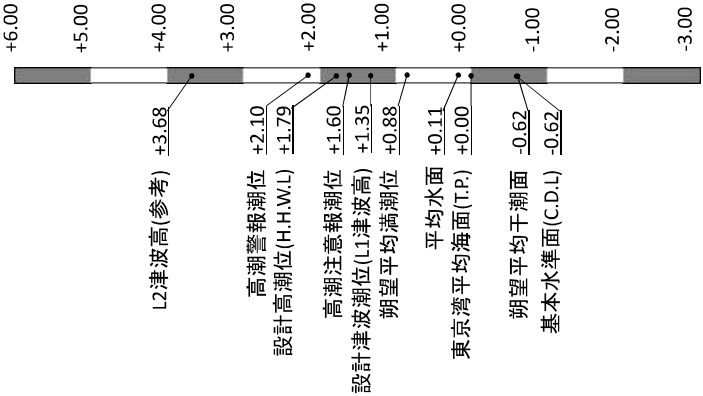 +6.00
+5.00
+4.00
+3.00
+2.00
+1.00
+0.00
-1.00
-2.00
-3.00
L2津波高(参考) +3.68
高潮警報潮位 +2.10
設計高潮位(H.H.W.L) +1.79
高潮注意報潮位 +1.60
設計津波潮位(L1津波高) +1.35
朔望平均満潮位 +0.88
平均水面 +0.11
東京湾平均海面(T.P.) +0.00
朔望平均干潮面 -0.62
基本水準面(C.D.L) -0.62